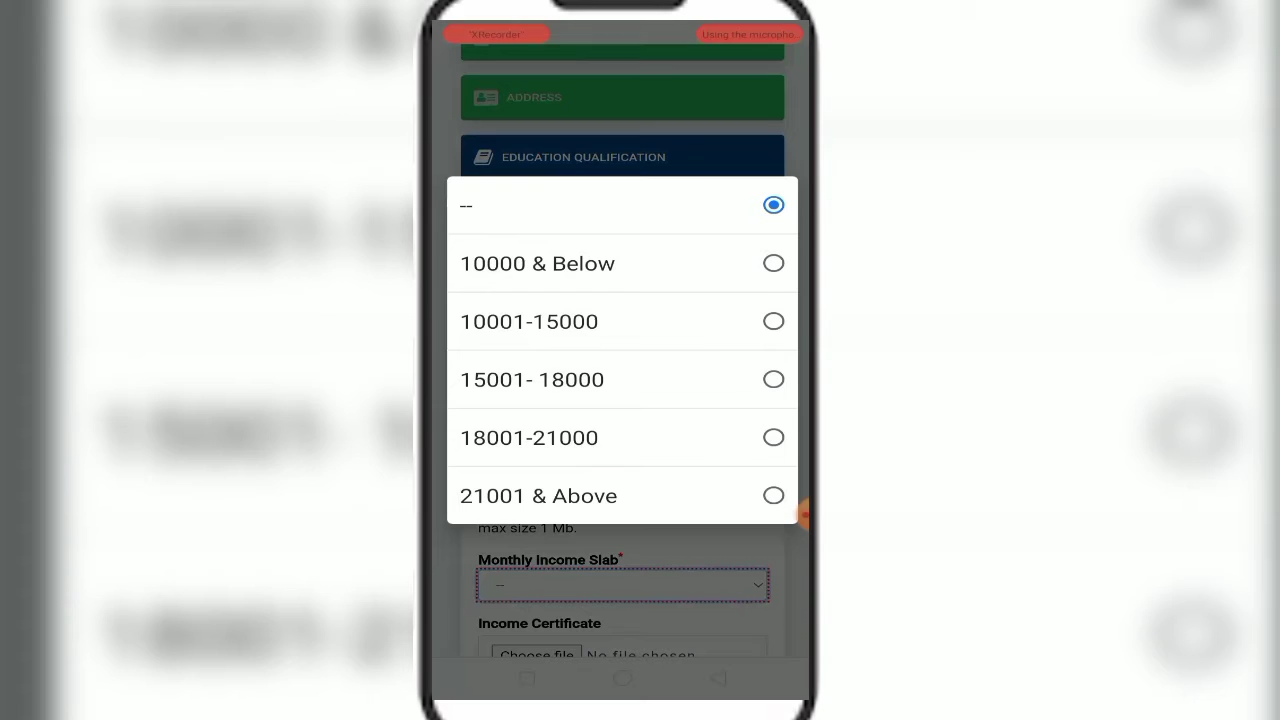 "XRecorder"
Using the micropho...
ADDRESS
EDUCATION QUALIFICATION
--
10000 & Below
10001-15000
15001- 18000
18001-21000
21001 & Above
max size 1 Mb.
Monthly Income Slab*
--
Income Certificate
Choose file No file chosen